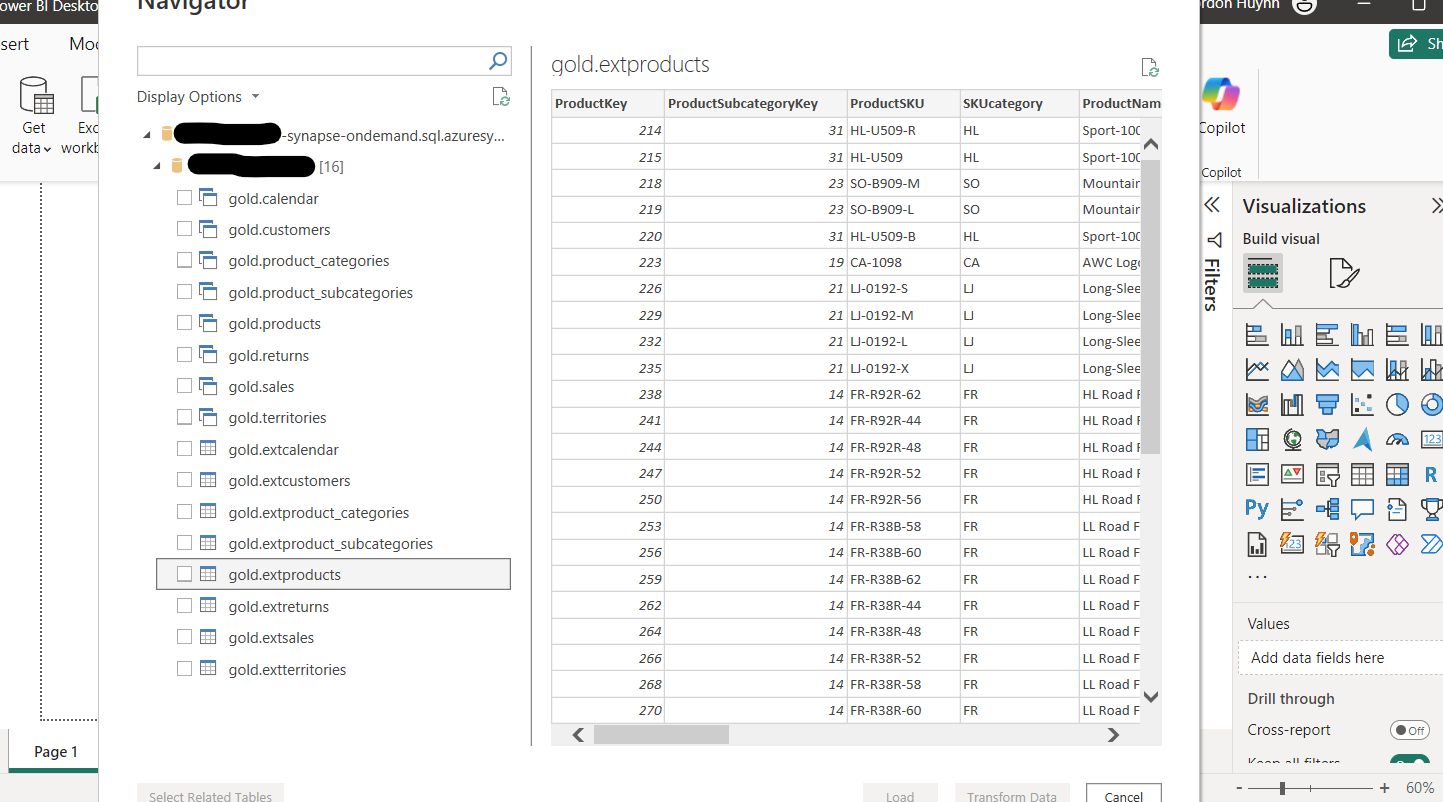 ower BI Deskto
Navigator
rdon Huynh
sert Mod
Sh
Get
data
Exc
workb
Copilot
Copilot
Display Options
-synapse-ondemand.sql.azuresy...
[16]
gold.calendar
gold.customers
gold.product_categories
gold.product_subcategories
gold.products
gold.returns
gold.sales
gold.territories
gold.extcalendar
gold.extcustomers
gold.extproduct_categories
gold.extproduct_subcategories
gold.extproducts
gold.extreturns
gold.extsales
gold.extterritories
Select Related Tables
gold.extproducts
ProductKey ProductSubcategoryKey ProductSKU SKUcategory ProductNam
214 31 HL-U509-R HL Sport-100
215 31 HL-U509 HL Sport-100
218 23 SO-B909-M SO Mountain
219 23 SO-B909-L SO Mountain
220 31 HL-U509-B HL Sport-100
223 19 CA-1098 CA AWC Logo
226 21 LJ-0192-S LJ Long-Slee
229 21 LJ-0192-M LJ Long-Slee
232 21 LJ-0192-L LJ Long-Slee
235 21 LJ-0192-X LJ Long-Slee
238 14 FR-R92R-62 FR HL Road F
241 14 FR-R92R-44 FR HL Road F
244 14 FR-R92R-48 FR HL Road F
247 14 FR-R92R-52 FR HL Road F
250 14 FR-R92R-56 FR HL Road F
253 14 FR-R38B-58 FR LL Road F
256 14 FR-R38B-60 FR LL Road F
259 14 FR-R38B-62 FR LL Road F
262 14 FR-R38R-44 FR LL Road F
264 14 FR-R38R-48 FR LL Road F
266 14 FR-R38R-52 FR LL Road F
268 14 FR-R38R-58 FR LL Road F
270 14 FR-R38R-60 FR LL Road F
Load Transform Data Cancel
Filters
Visualizations
Build visual
123
R
Py
123
...
Values
Add data fields here
Drill through
Cross-report Off
Keep all filters
Page 1
- + 60%